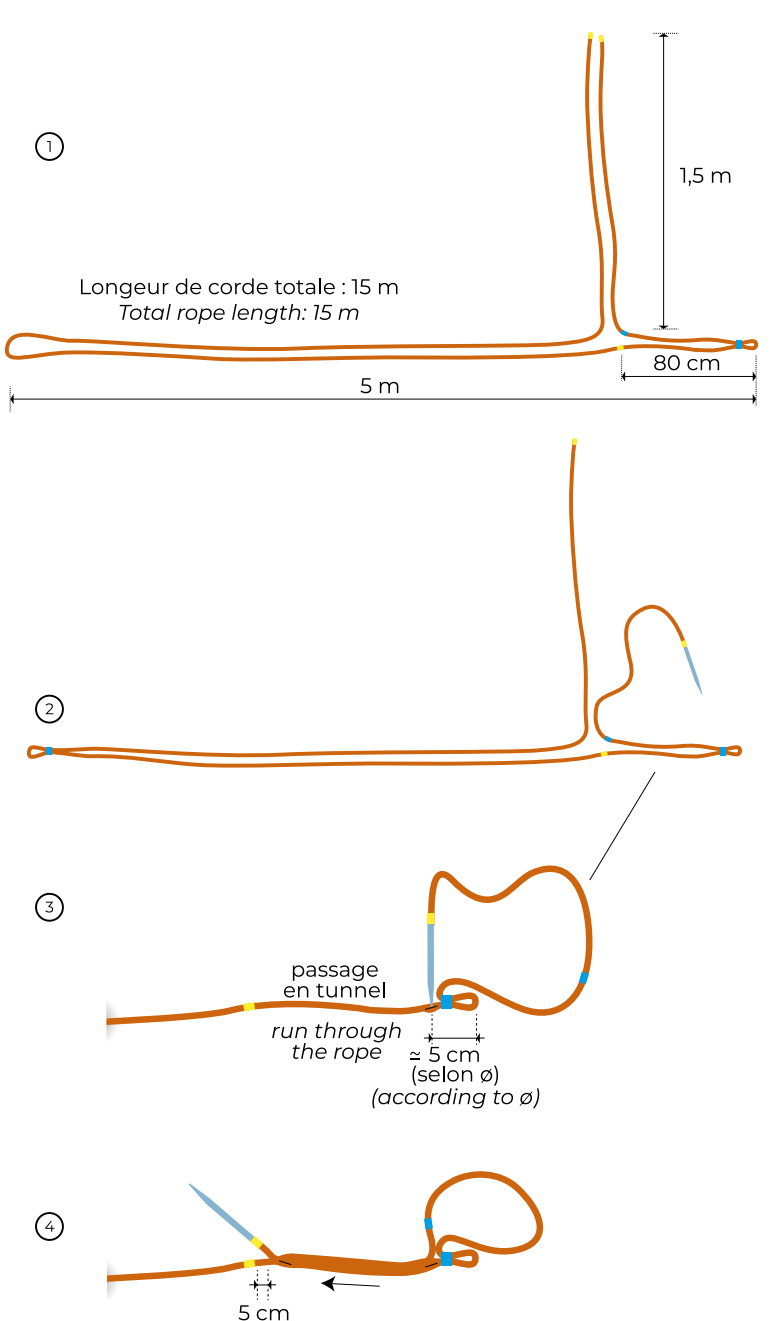 1
1,5 m
Longeur de corde totale : 15 m
Total rope length: 15 m
80 cm
5 m
2
3
passage
en tunnel
run through
the rope
≃ 5 cm
(selon ø)
(according to ø)
4
5 cm